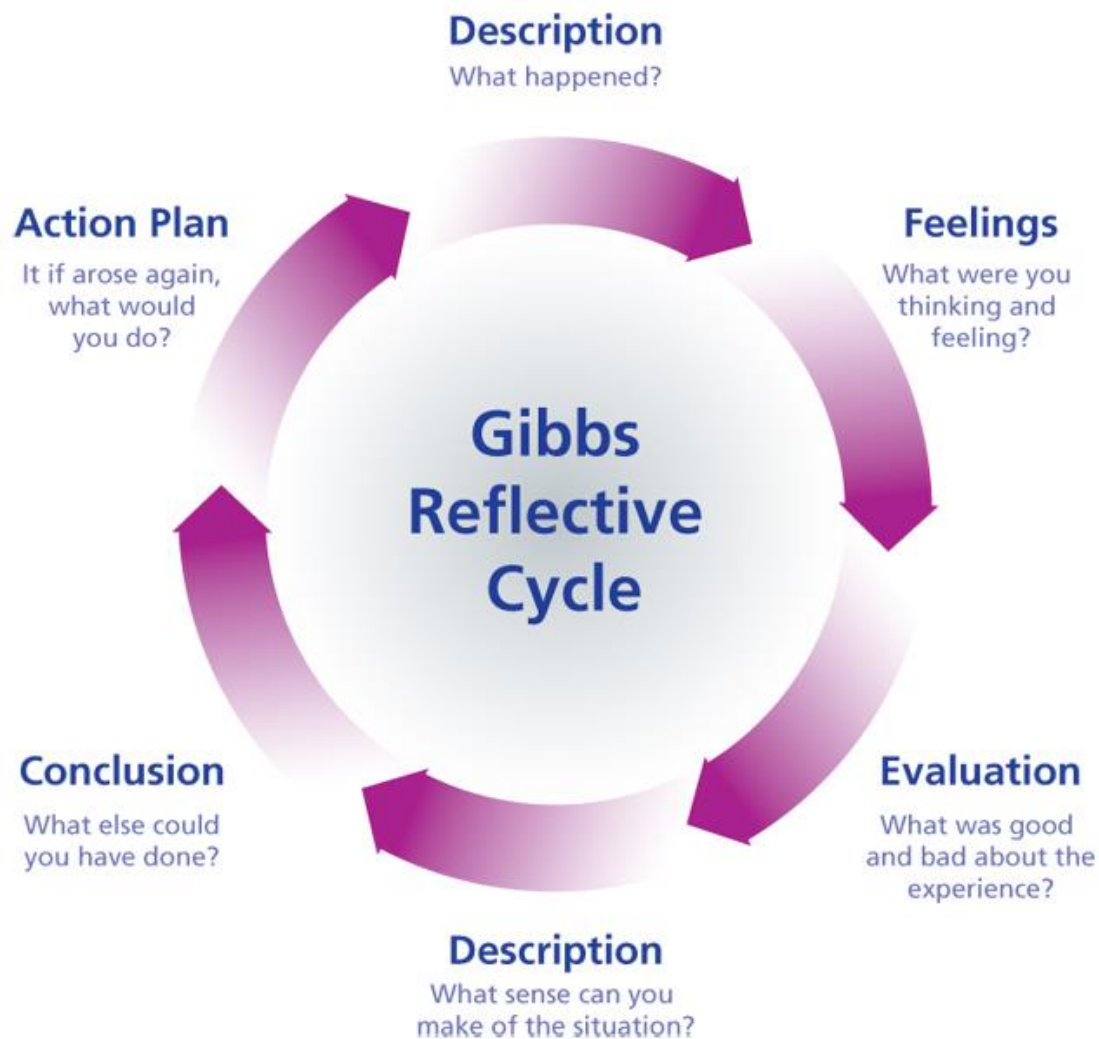 Description
What happened?
Feelings
What were you
thinking and
feeling?
Evaluation
What was good
and bad about the
experience?
Description
What sense can you
make of the situation?
Conclusion
What else could
you have done?
Action Plan
It if arose again,
what would
you do?
Gibbs
Reflective
Cycle